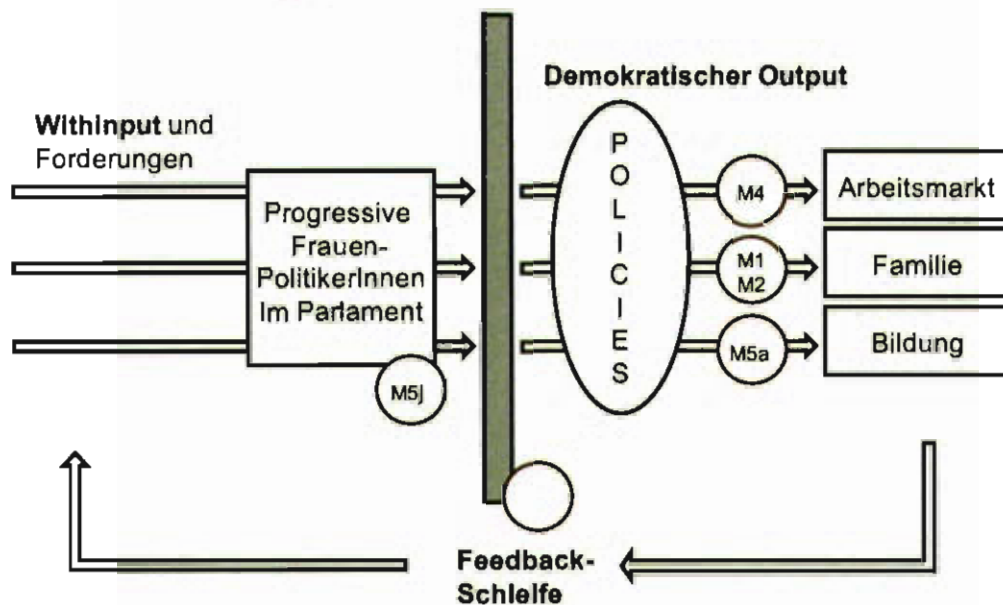 Demokratischer Output
Withinput und
Forderungen
Progressive
Frauen-
PolitikerInnen
Im Parlament
M5j
POLICIES
M4
M1
M2
M5a
Arbeitsmarkt
Familie
Bildung
Feedback-
Schleife